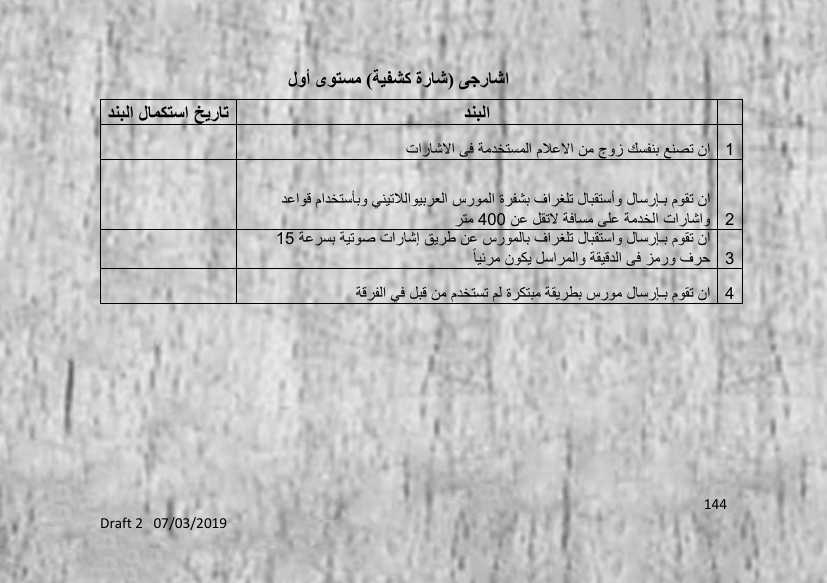 اشارجى (شارة كشفية) مستوى أول
البند	تاريخ استكمال البند
1	ان تصنع بنفسك زوج من الاعلام المستخدمة فى الاشارات
ان تقوم بـإرسال وأستقبال تلغراف بشفرة المورس العربيواللاتيني وبأستخدام قواعد
2	واشارات الخدمة على مسافة لاتقل عن 400 متر
ان تقوم بـإرسال واستقبال تلغراف بالمورس عن طريق إشارات صوتية بسرعة 15
3	حرف ورمز فى الدقيقة والمراسل يكون مرئياً
4	ان تقوم بـإرسال مورس بطريقة مبتكرة لم تستخدم من قبل في الفرقة
144
Draft 2 07/03/2019